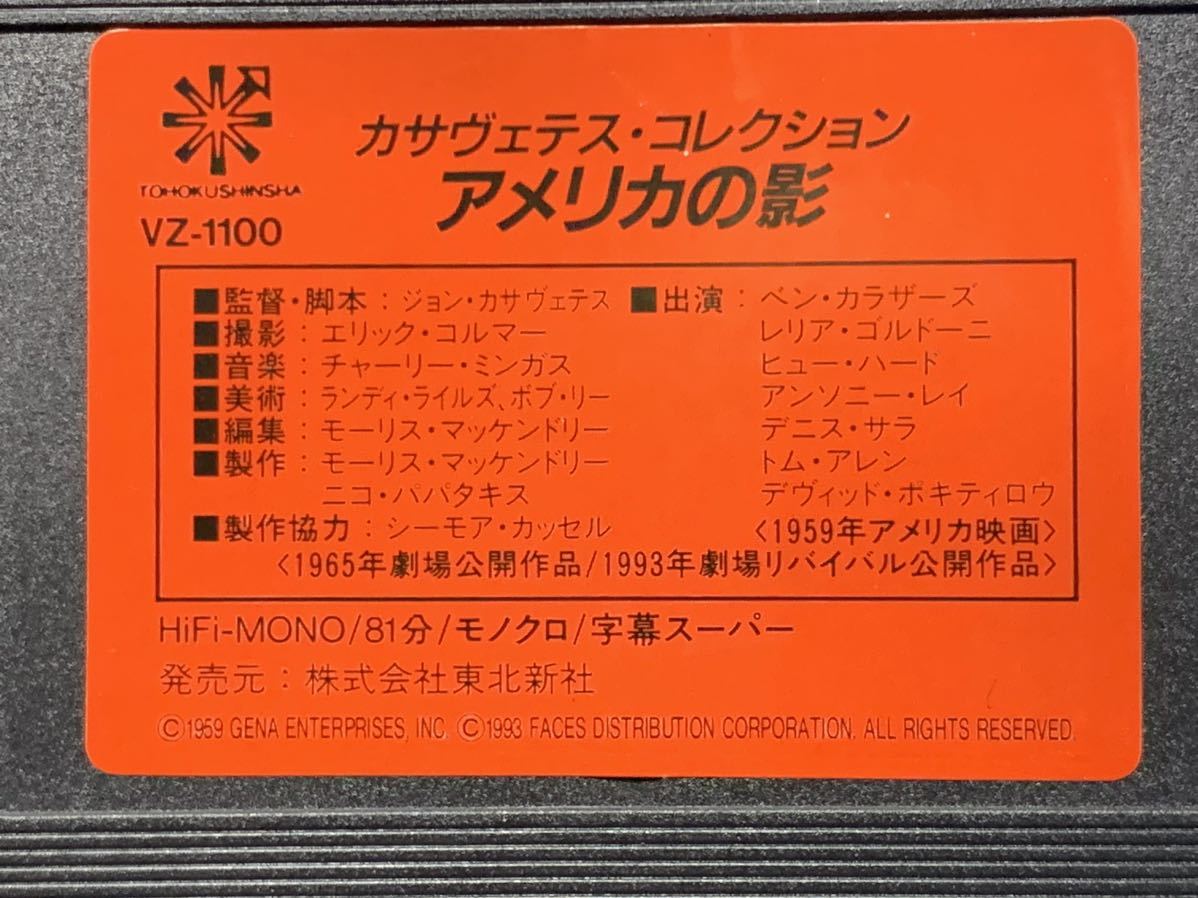 カサヴェテス・コレクション
アメリカの影
TOHOKUSHINSHA
VZ-1100
■監督・脚本：ジョン・カサヴェテス
■撮影：エリック・コルマー
■音楽：チャーリー・ミンガス
■美術：ランディ・ライルズ、ボブ・リー
■編集：モーリス・マッケンドリー
■製作：モーリス・マッケンドリー
ニコ・パパタキス
■製作協力：シーモア・カッセル
■出演：ベン・カラザーズ
レリア・ゴルドーニ
ヒュー・ハード
アンソニー・レイ
デニス・サラ
トム・アレン
デヴィッド・ポキティロウ
〈1959年アメリカ映画〉
〈1965年劇場公開作品/1993年劇場リバイバル公開作品〉
HiFi-MONO/81分/モノクロ/字幕スーパー
発売元：株式会社東北新社
©1959 GENA ENTERPRISES, INC. ©1993 FACES DISTRIBUTION CORPORATION. ALL RIGHTS RESERVED.